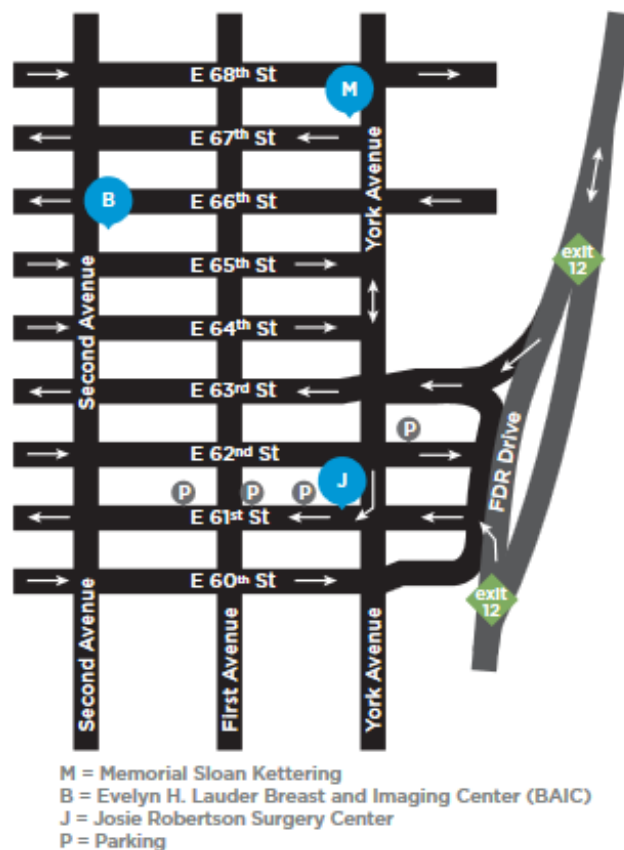 E 68th St
M
E 67th St
York Avenue
B
E 66th St
exit
12
E 65th St
Second Avenue
E 64th St
E 63rd St
P
E 62nd St
FDR Drive
J
P
P
P
E 61st St
E 60th St
exit
12
Second Avenue
First Avenue
York Avenue
M = Memorial Sloan Kettering
B = Evelyn H. Lauder Breast and Imaging Center (BAIC)
J = Josie Robertson Surgery Center
P = Parking